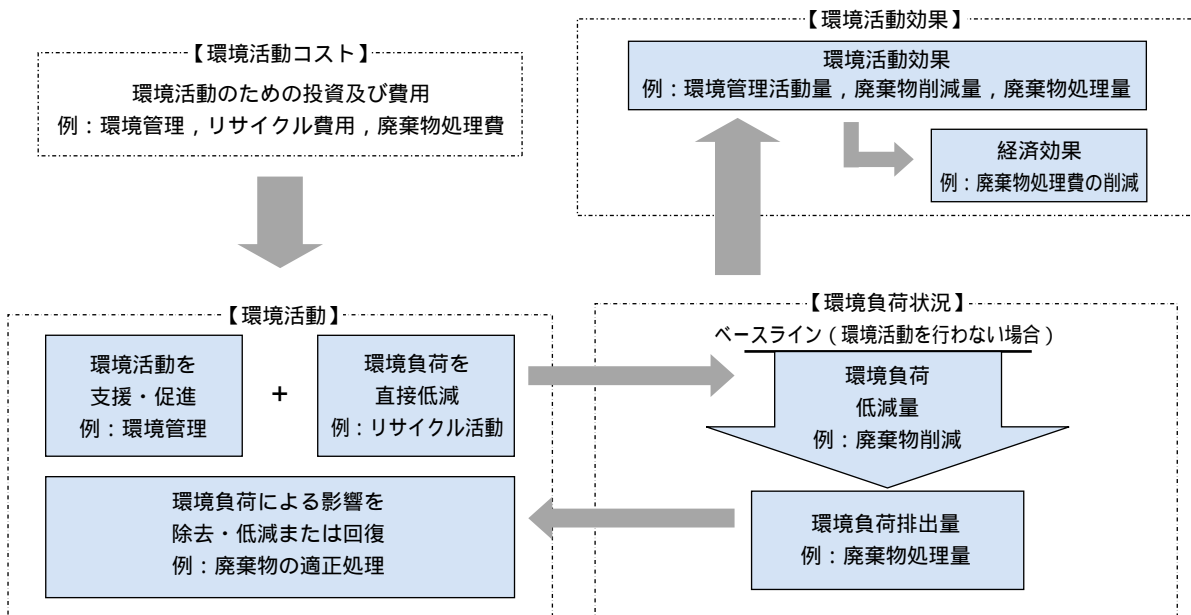 【環境活動コスト】
環境活動のための投資及び費用
例：環境管理，リサイクル費用，廃棄物処理費
【環境活動効果】
環境活動効果
例：環境管理活動量，廃棄物削減量，廃棄物処理量
経済効果
例：廃棄物処理費の削減
【環境活動】
環境活動を
支援・促進
例：環境管理
+
環境負荷を
直接低減
例：リサイクル活動
環境負荷による影響を
除去・低減または回復
例：廃棄物の適正処理
【環境負荷状況】
ベースライン（環境活動を行わない場合）
環境負荷
低減量
例：廃棄物削減
環境負荷排出量
例：廃棄物処理量